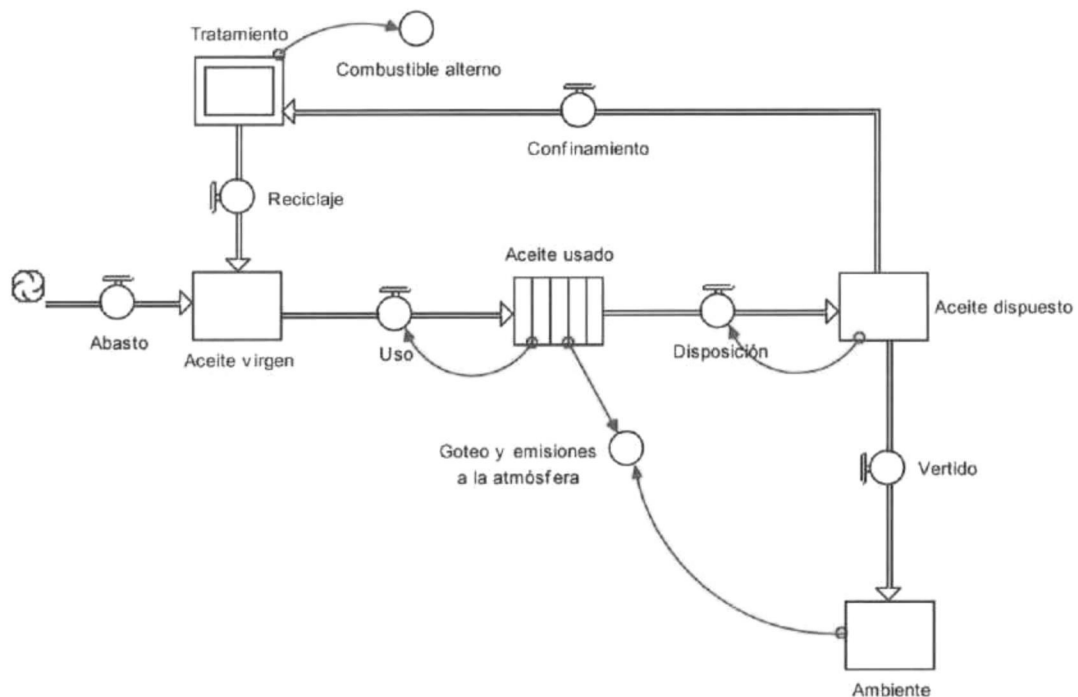 Tratamiento
Combustible alterno
Confinamiento
Reciclaje
Aceite usado
Abasto
Aceite virgen
Uso
Disposición
Aceite dispuesto
Goteo y emisiones
a la atmósfera
Vertido
Ambiente